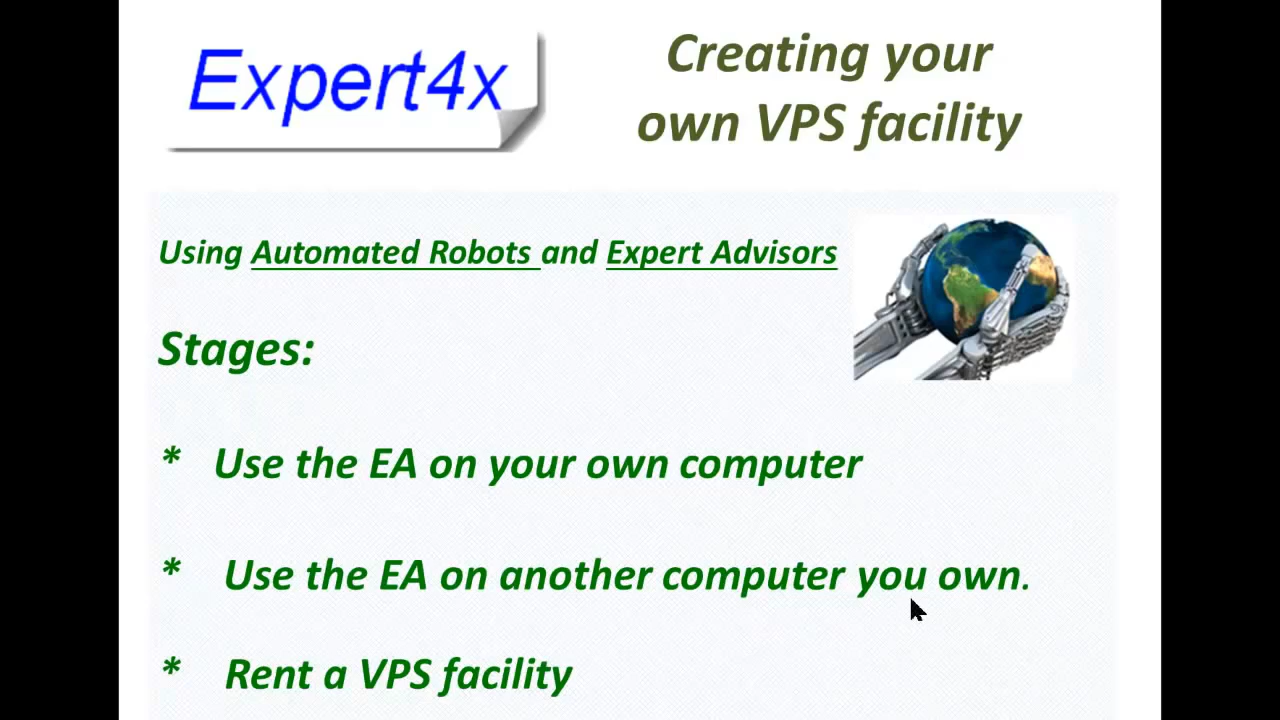 Expert4x
Creating your
own VPS facility
Using Automated Robots and Expert Advisors
Stages:
* Use the EA on your own computer
* Use the EA on another computer you own.
* Rent a VPS facility